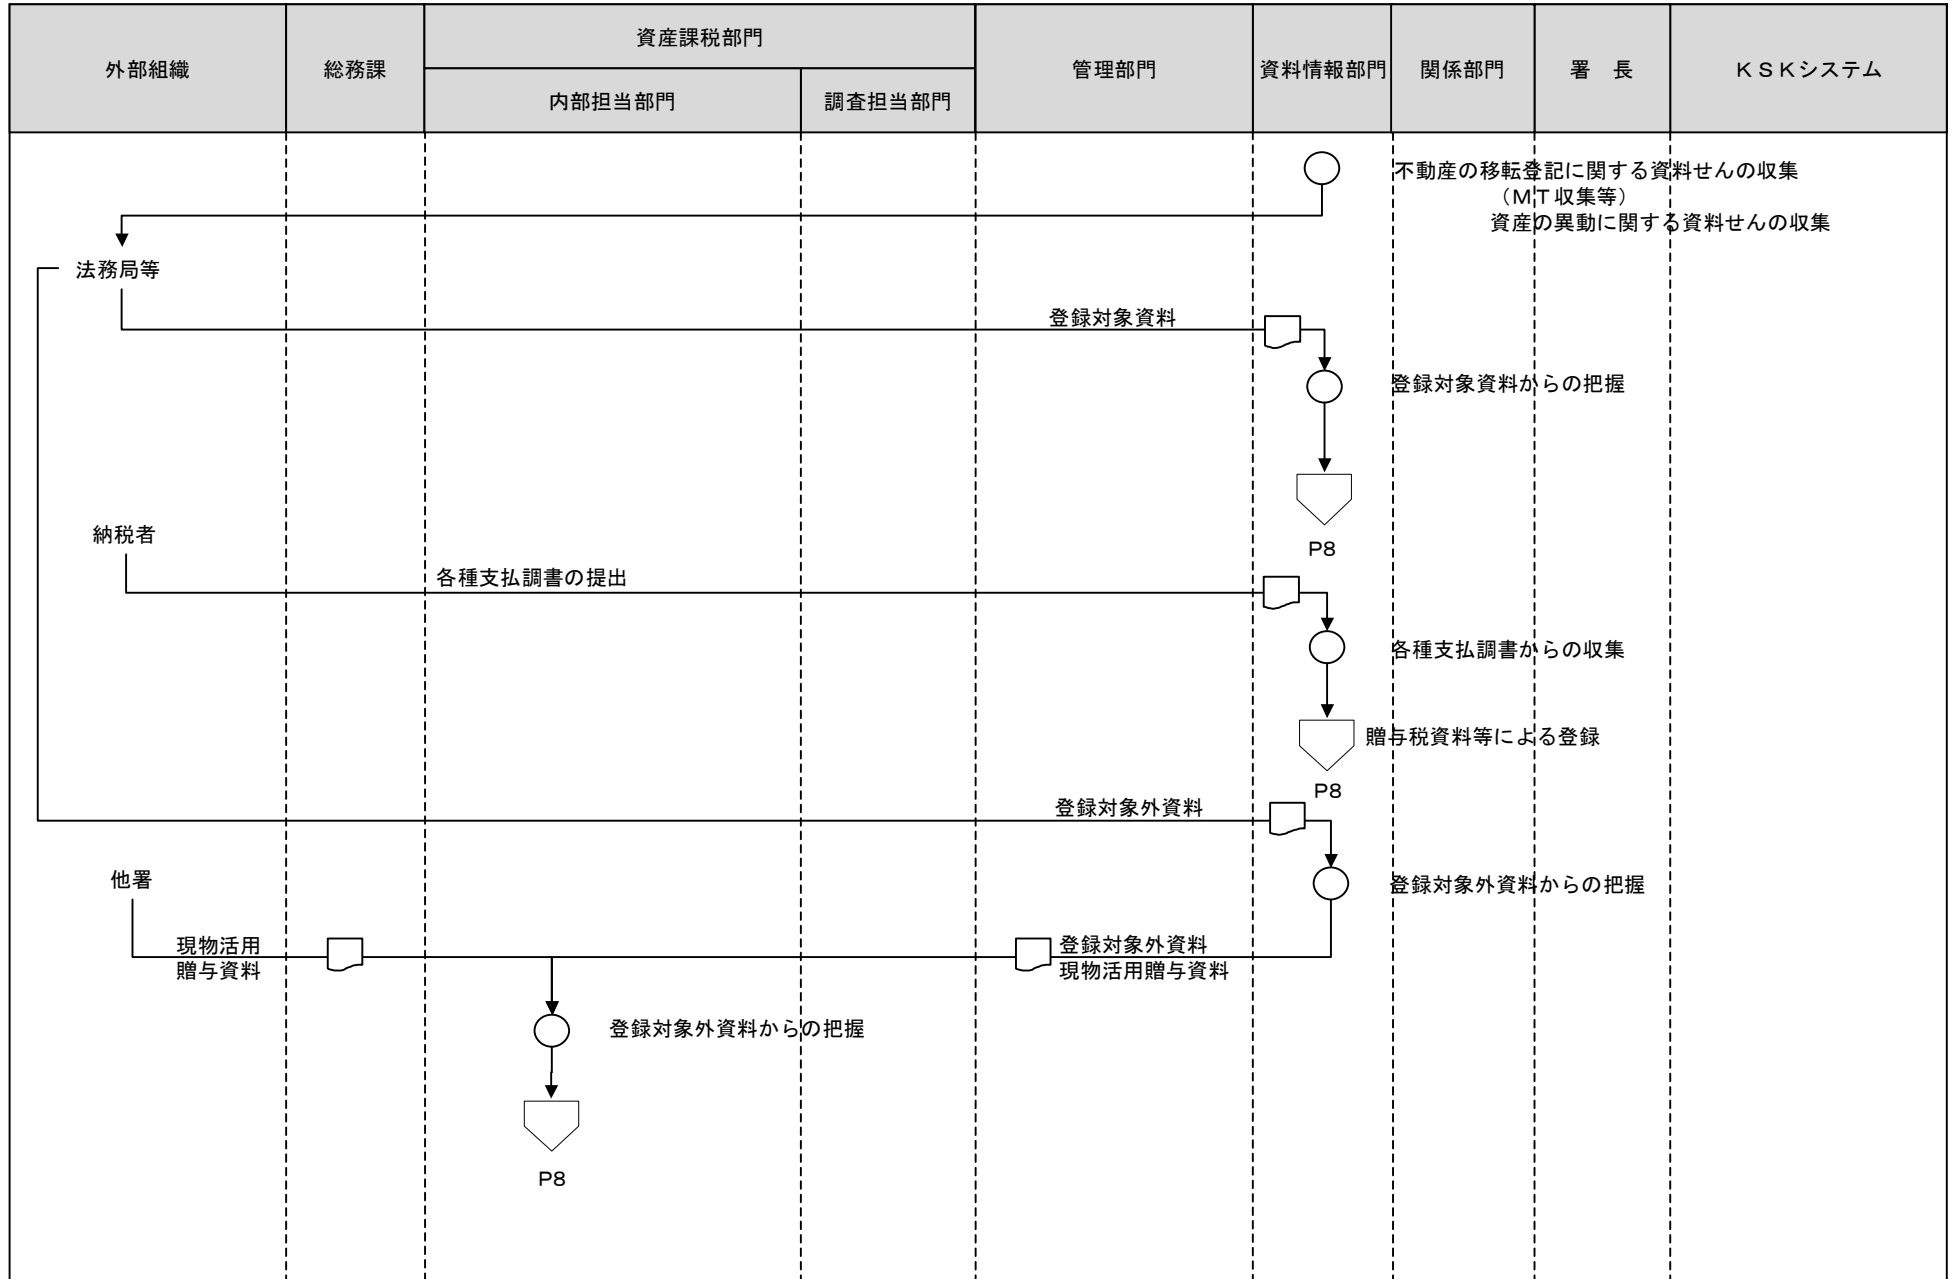 外部組織
総務課
資産課税部門
内部担当部門
調査担当部門
管理部門
資料情報部門
関係部門
署　長
ＫＳＫシステム
不動産の移転登記に関する資料せんの収集
（ＭＴ収集等）
資産の異動に関する資料せんの収集
法務局等
登録対象資料
登録対象資料からの把握
P8
納税者
各種支払調書の提出
各種支払調書からの収集
贈与税資料等による登録
P8
登録対象外資料
他署
登録対象外資料からの把握
現物活用
贈与資料
登録対象外資料
現物活用贈与資料
登録対象外資料からの把握
P8